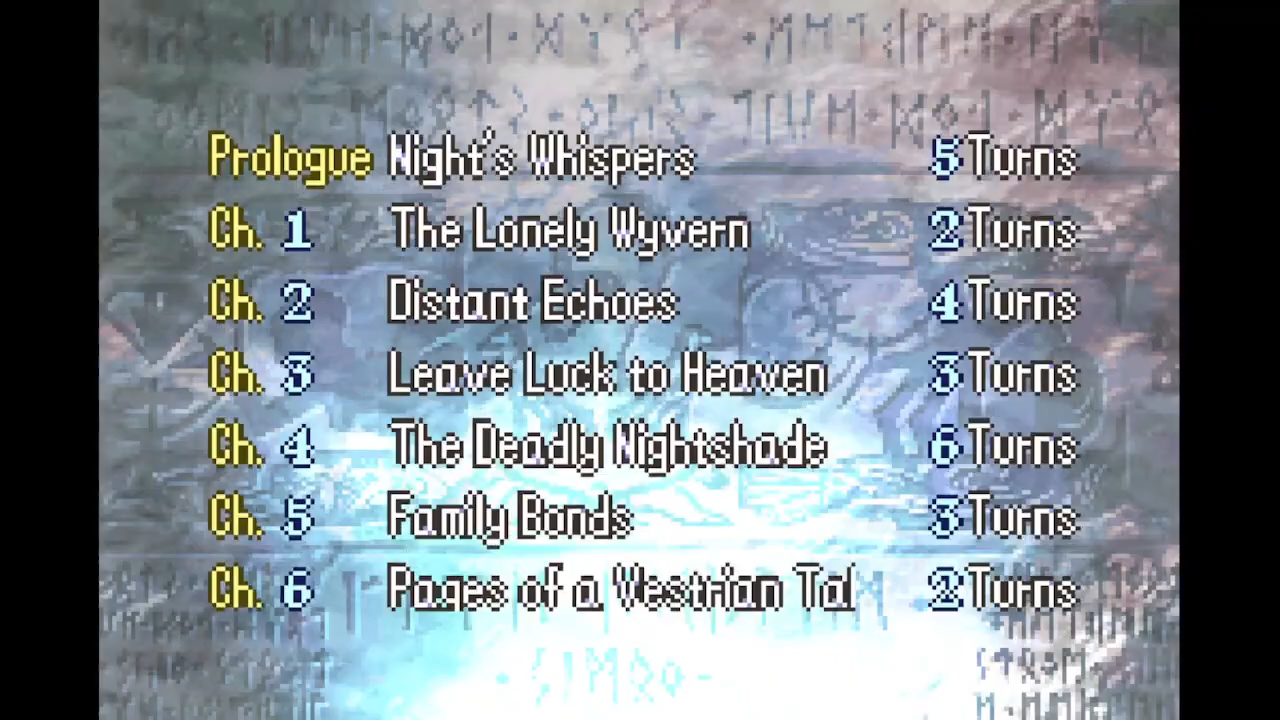 Prologue Night's Whispers 5 Turns
Ch. 1 The Lonely Wyvern 2 Turns
Ch. 2 Distant Echoes 4 Turns
Ch. 3 Leave Luck to Heaven 3 Turns
Ch. 4 The Deadly Nightshade 6 Turns
Ch. 5 Family Bonds 3 Turns
Ch. 6 Pages of a Vestrian Tal 2 Turns